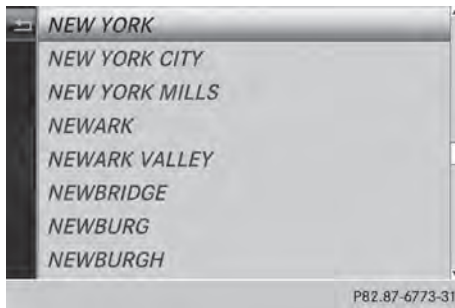 NEW YORK
NEW YORK CITY
NEW YORK MILLS
NEWARK
NEWARK VALLEY
NEWBRIDGE
NEWBURG
NEWBURGH
P82.87-6773-31